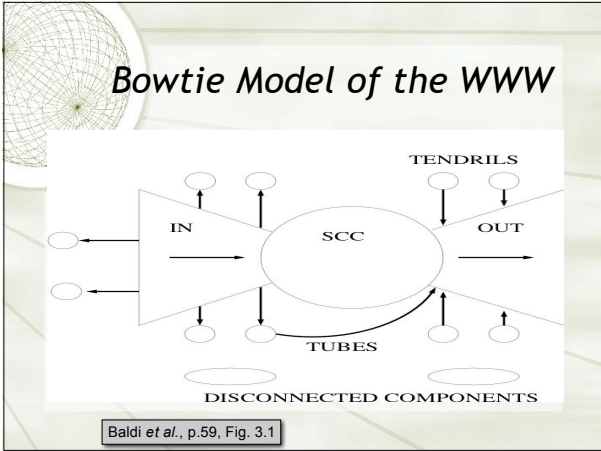 Bowtie Model of the WWW
TENDRILS
IN
SCC
OUT
TUBES
DISCONNECTED COMPONENTS
Baldi et al., p.59, Fig. 3.1